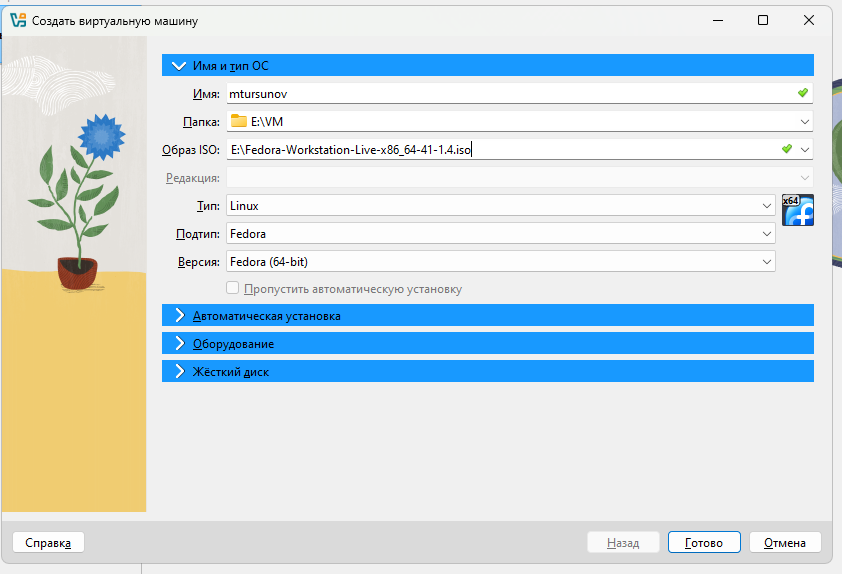 Создать виртуальную машину
Имя и тип ОС
Имя: mtursunov
Папка: E:\VM
Образ ISO: E:\Fedora-Workstation-Live-x86_64-41-1.4.iso
Редакция:
Тип: Linux
x64
Подтип: Fedora
Версия: Fedora (64-bit)
Пропустить автоматическую установку
Автоматическая установка
Оборудование
Жёсткий диск
Справка Назад Готово Отмена